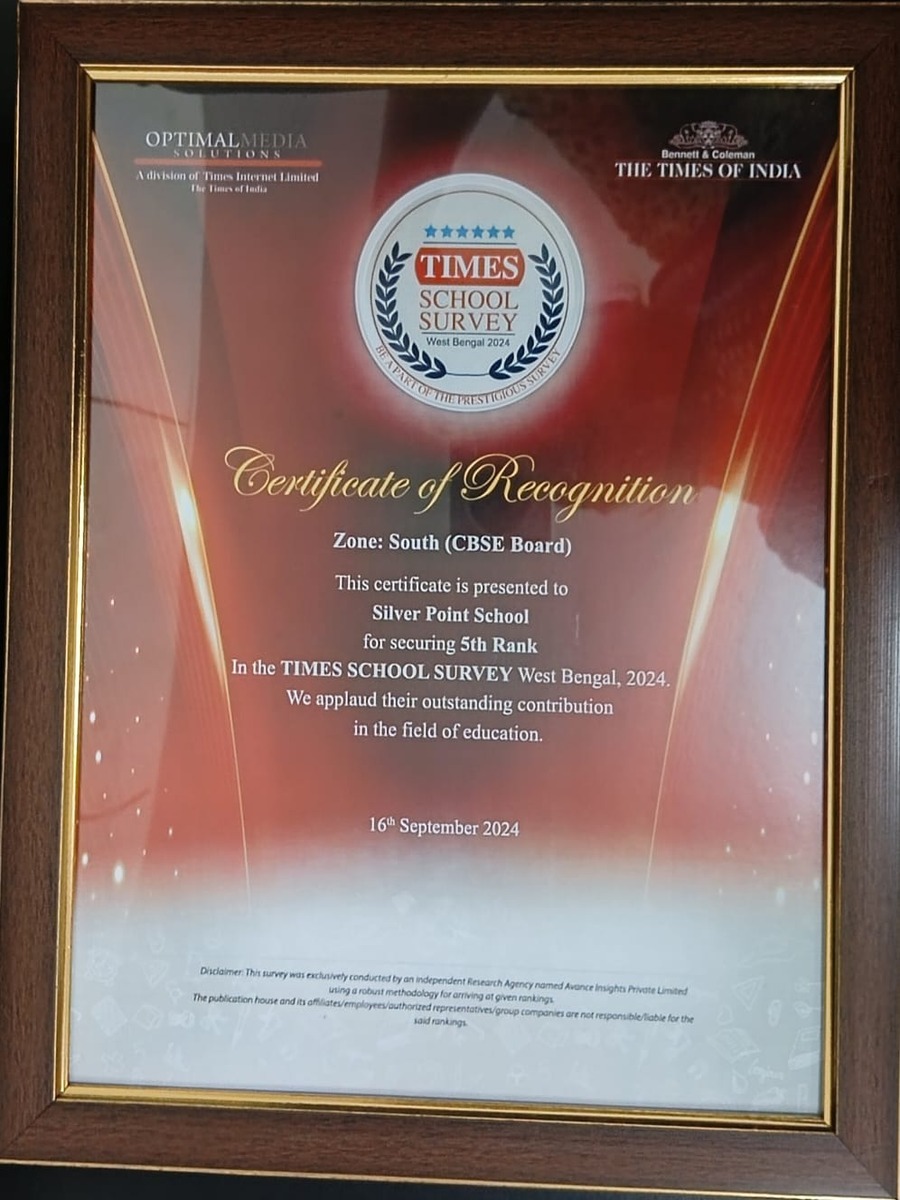 OPTIMALMEDIA
SOLUTIONS
A division of Times Internet Limited
The Times of India
Bennett & Coleman
THE TIMES OF INDIA
TIMES
SCHOOL
SURVEY
West Bengal 2024
BE A PART OF THE PRESTIGIOUS SURVEY
Certificate of Recognition
Zone: South (CBSE Board)
This certificate is presented to
Silver Point School
for securing 5th Rank
In the TIMES SCHOOL SURVEY West Bengal, 2024.
We applaud their outstanding contribution
in the field of education.
16th September 2024
Disclaimer: This survey was exclusively conducted by an independent Research Agency named Avance Insights Private Limited
using a robust methodology for arriving at given rankings.
The publication house and its affiliates/employees/authorized representatives/group companies are not responsible/liable for the
said rankings.